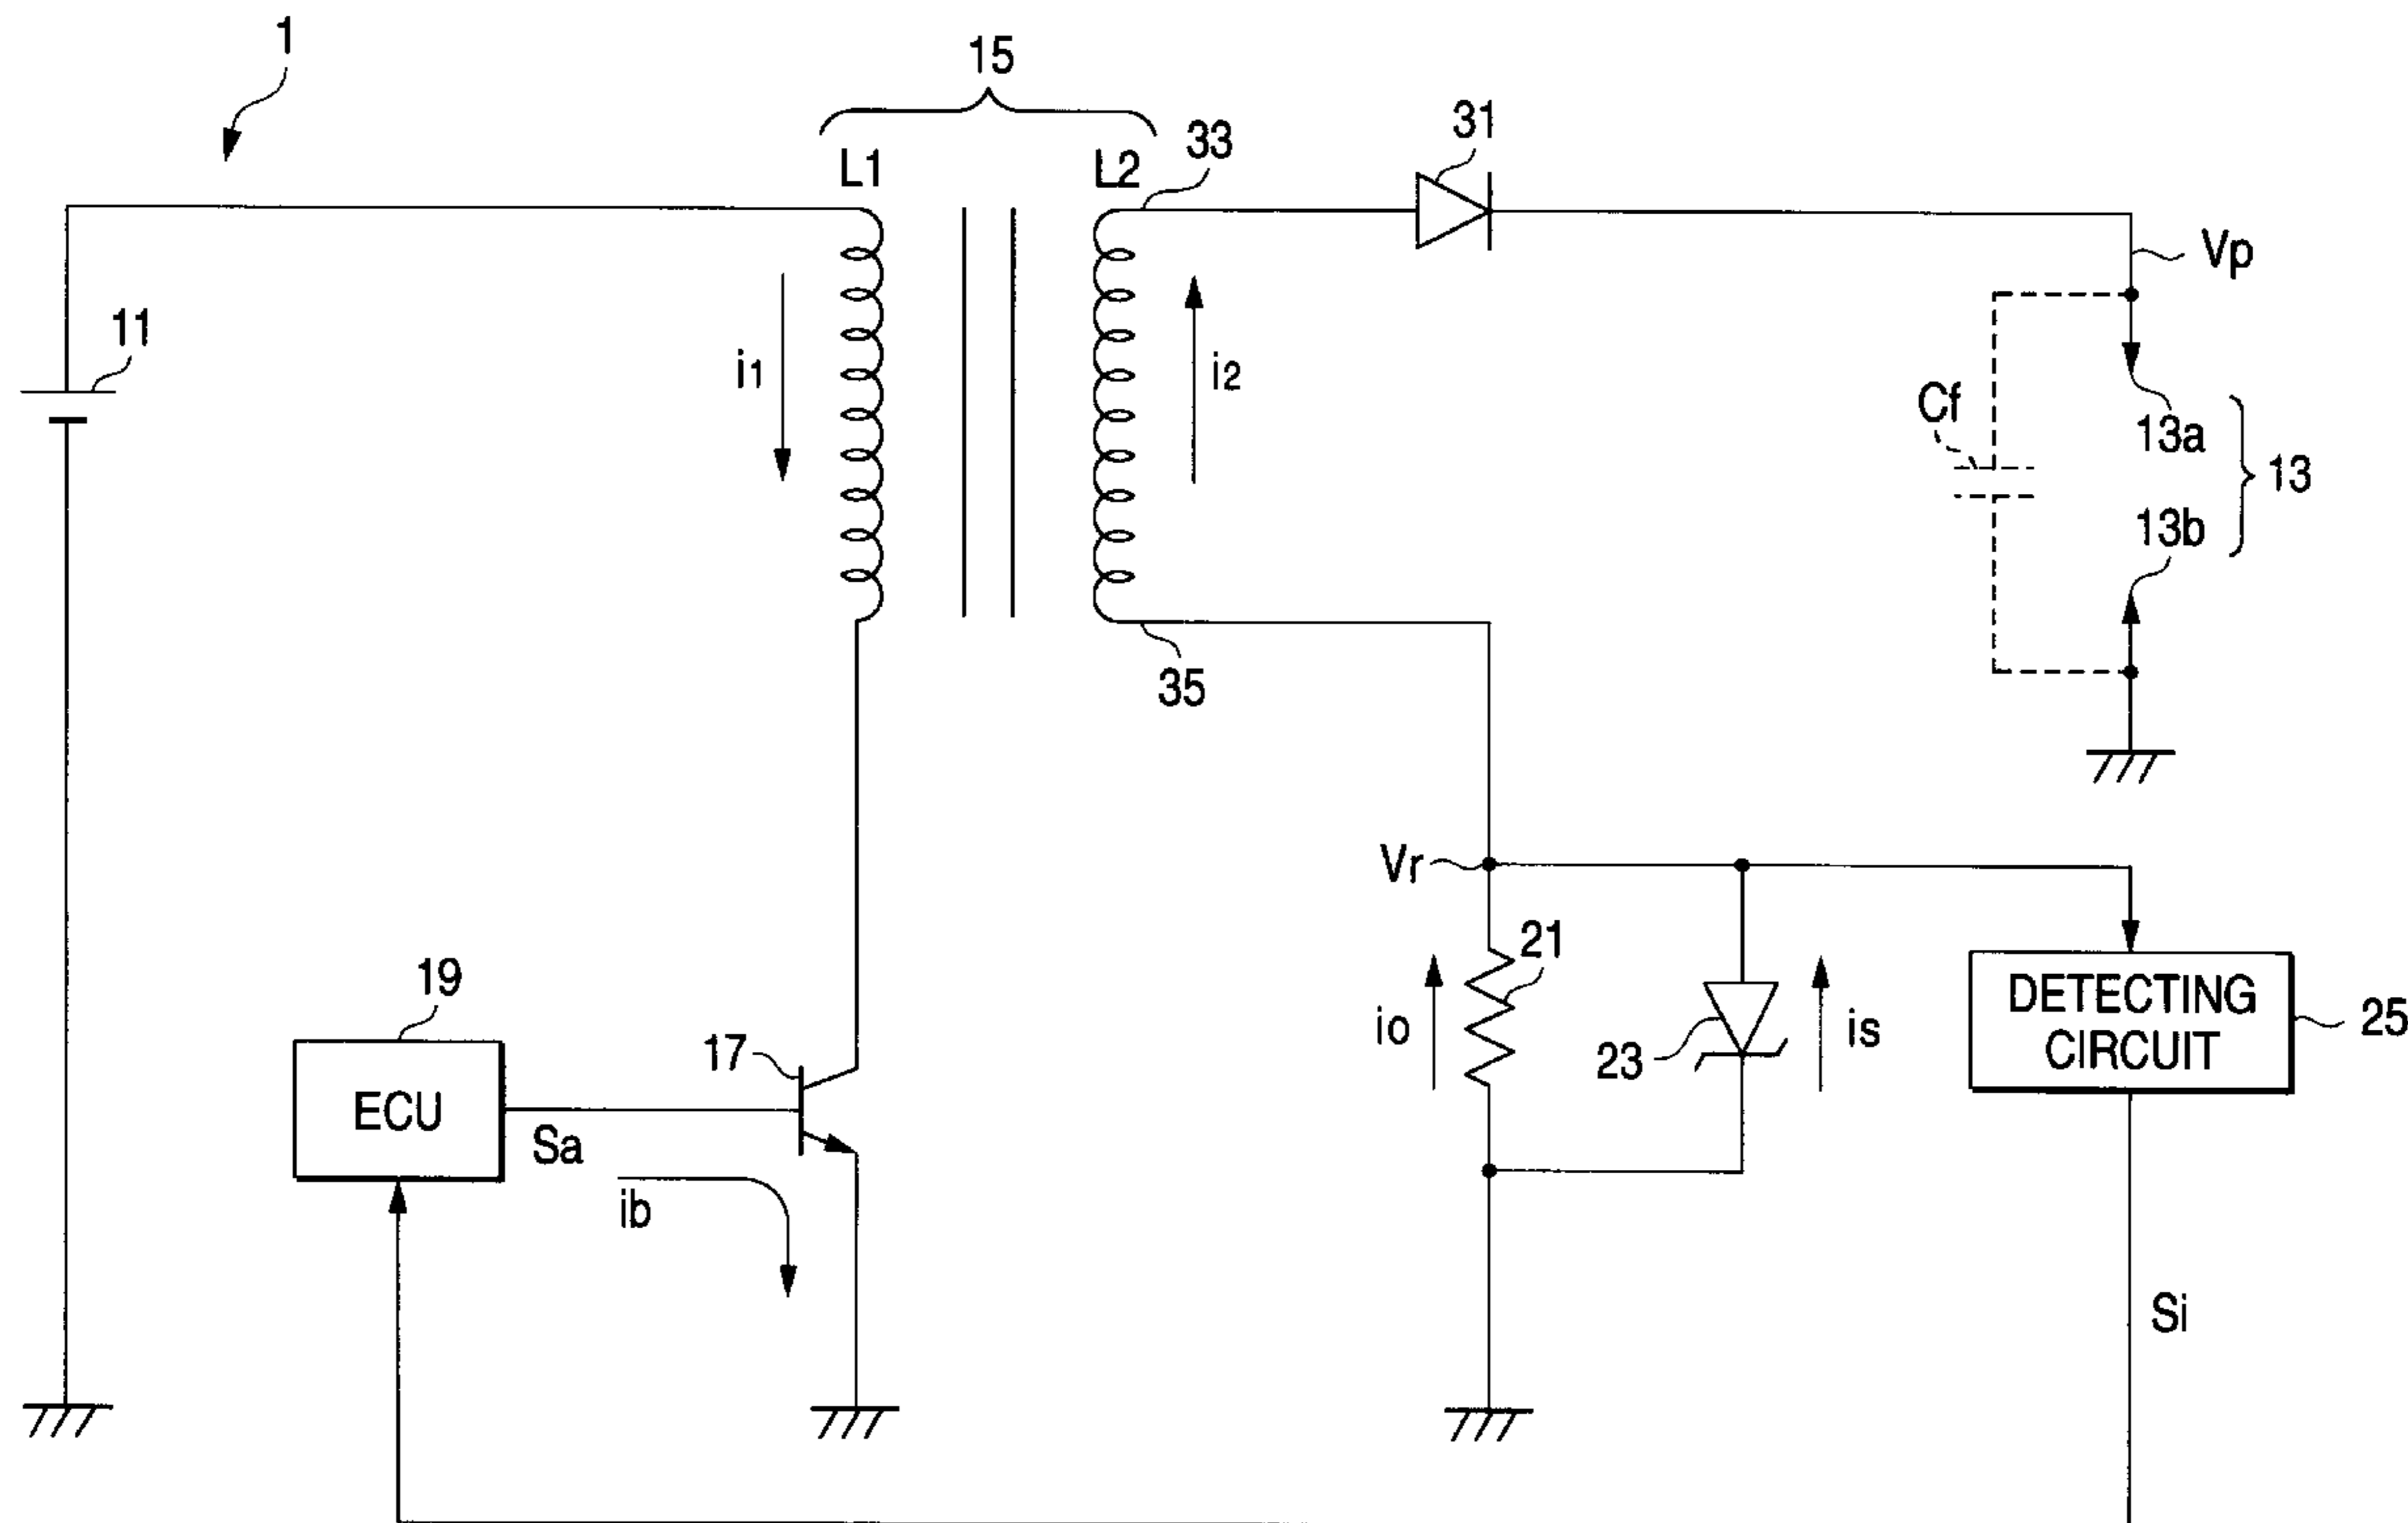 1
15
L1
L2
33
31
Vp
11
i1
i2
Cf
13a
13
13b
35
Vr
21
19
DETECTING
CIRCUIT
25
io
is
17
23
ECU
Sa
ib
Si